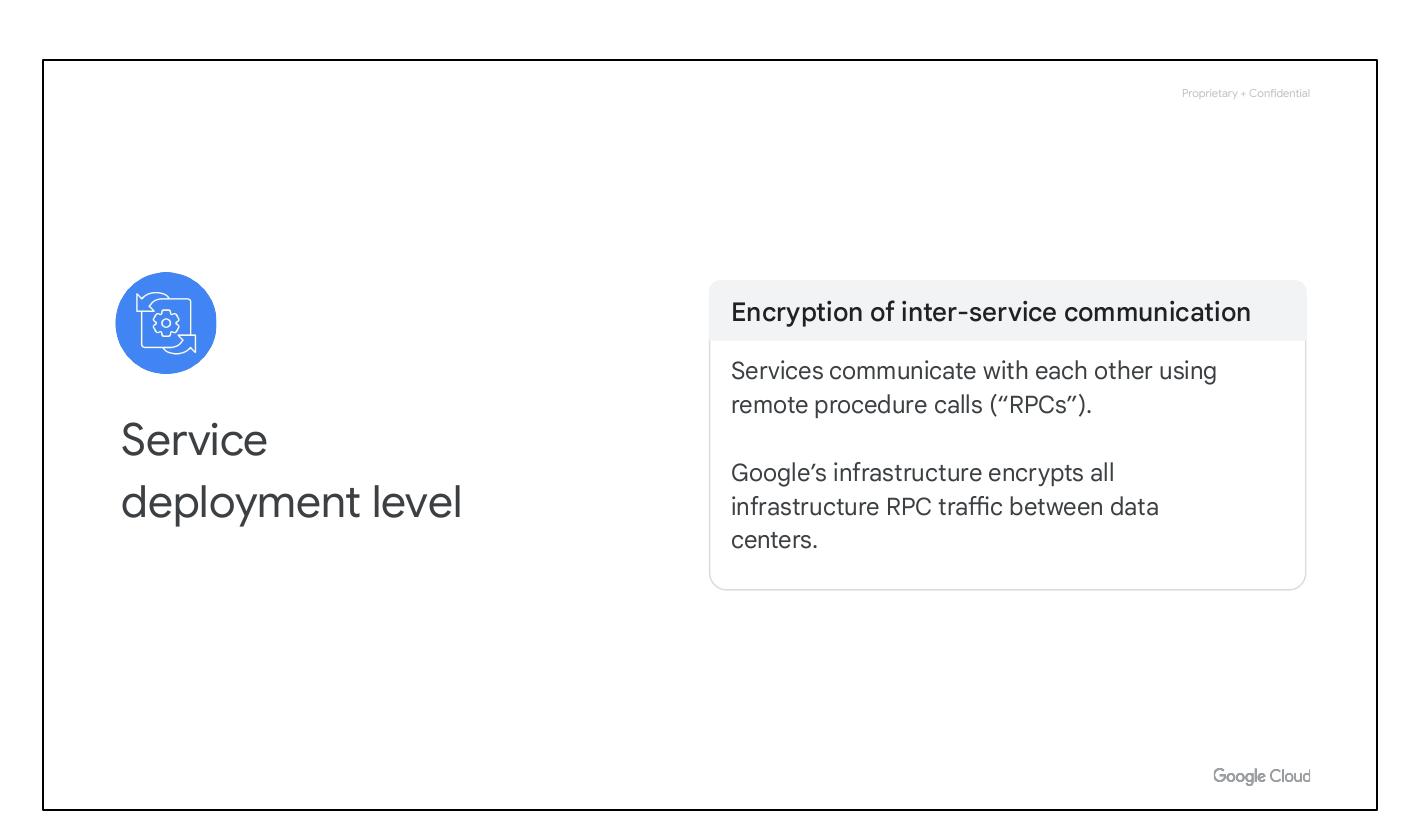 Proprietary + Confidential
Service
deployment level
Encryption of inter-service communication
Services communicate with each other using
remote procedure calls (“RPCs”).
Google’s infrastructure encrypts all
infrastructure RPC traffic between data
centers.
Google Cloud